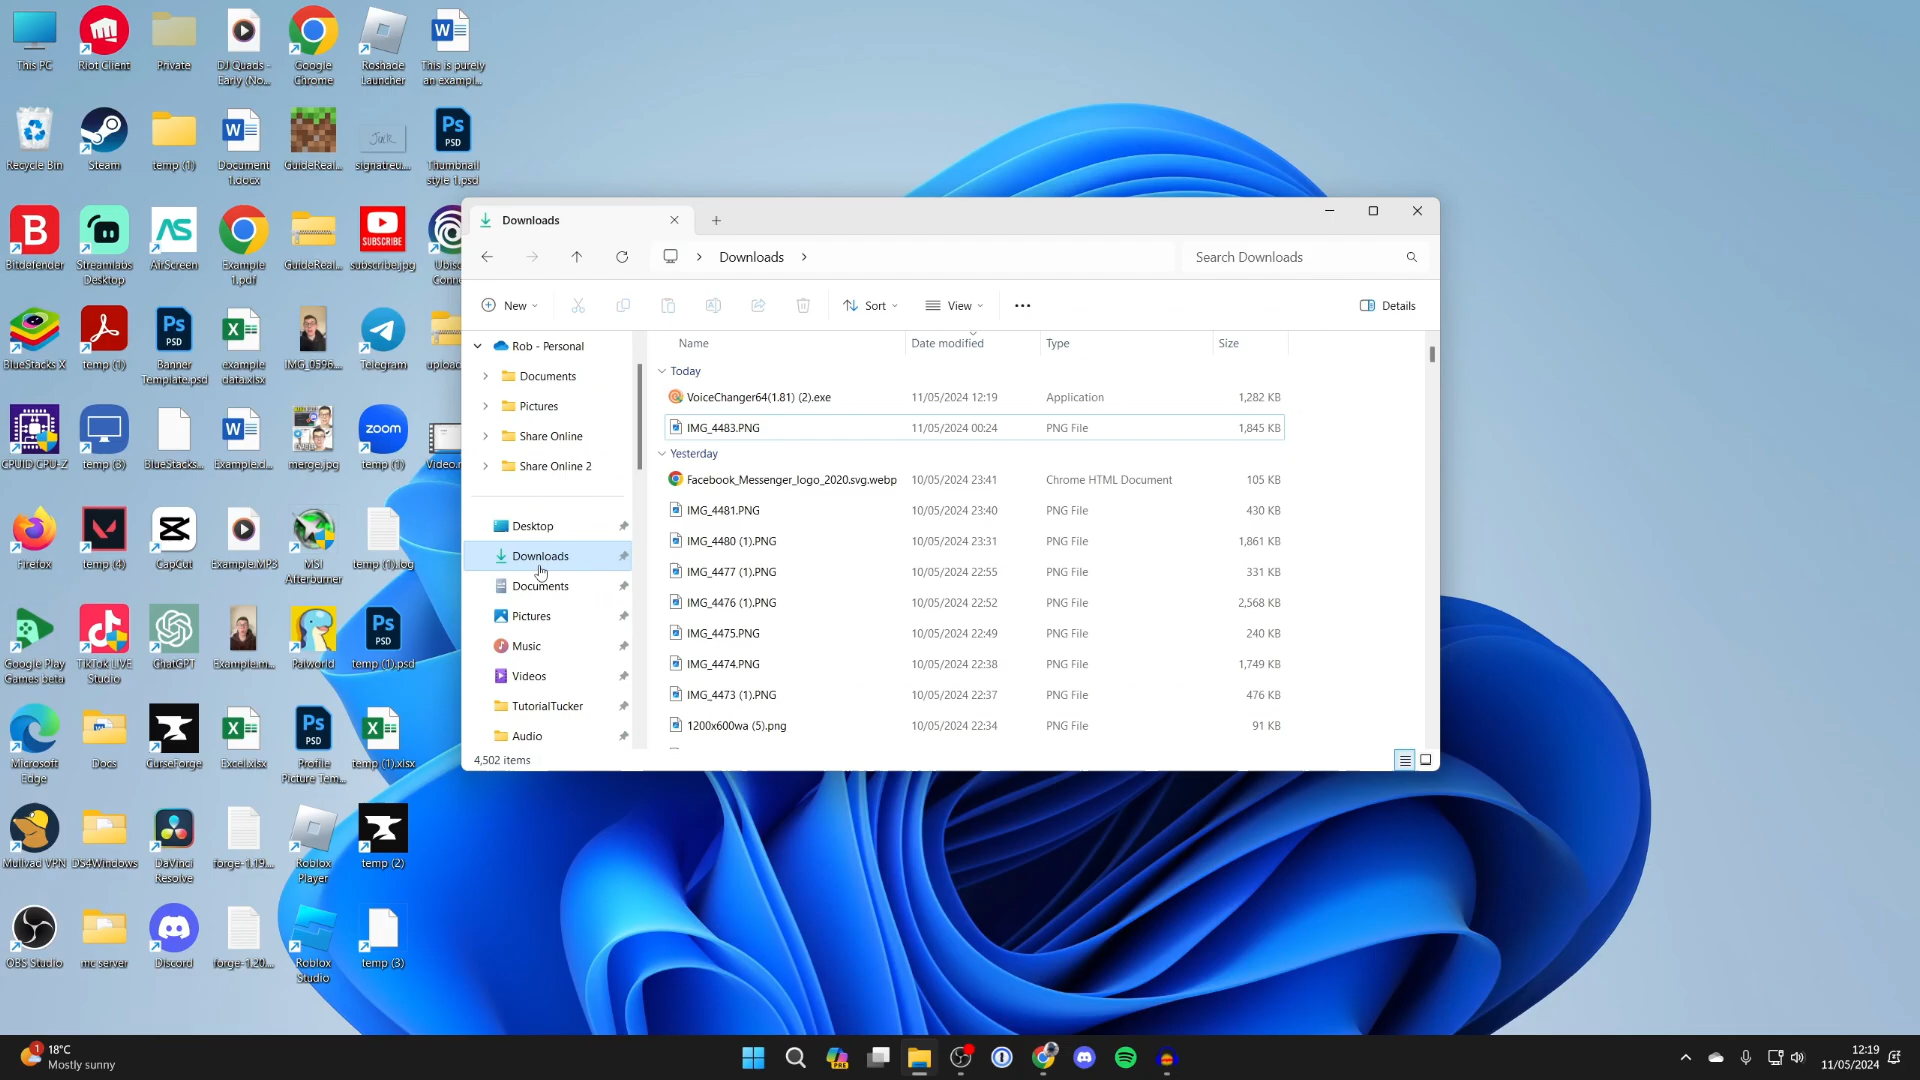 This PC
Riot Client
Private
DJ Quads -
Early (No...
Google
Chrome
Roshade
Launcher
This is purely
an exampl...
Recycle Bin
Steam
temp (1)
Document
1.docx
GuideReal...
signatreu...
Thumbnail
style 1.psd
Bitdefender
Streamlabs
Desktop
AirScreen
Example
1.pdf
GuideReal...
SUBSCRIBE
subscribe.jpg
Ubis
Conn
BlueStacks X
temp (1)
Banner
Template.psd
example
data.xlsx
IMG_0596...
Telegram
upload
CPUID CPU-Z
temp (3)
BlueStacks...
Example.d...
merge.jpg
zoom
temp (1)
Video.r
Firefox
temp (4)
CapCut
Example.MP3
MSI
Afterburner
temp (1).log
Google Play
Games beta
TikTok LIVE
Studio
ChatGPT
Example.m...
Palworld
temp (1).psd
Microsoft
Edge
Docs
CurseForge
Excel.xlsx
Profile
Picture Tem...
temp (1).xlsx
Mullvad VPN
DS4Windows
DaVinci
Resolve
forge-1.19...
Roblox
Player
temp (2)
OBS Studio
mc server
Discord
forge-1.20...
Roblox
Studio
temp (3)
Downloads
Downloads
Search Downloads
New
Sort
View
Details
Rob - Personal
Documents
Pictures
Share Online
Share Online 2
Desktop
Downloads
Documents
Pictures
Music
Videos
TutorialTucker
Audio
Name Date modified Type Size
Today
VoiceChanger64(1.81) (2).exe 11/05/2024 12:19 Application 1,282 KB
IMG_4483.PNG 11/05/2024 00:24 PNG File 1,845 KB
Yesterday
Facebook_Messenger_logo_2020.svg.webp 10/05/2024 23:41 Chrome HTML Document 105 KB
IMG_4481.PNG 10/05/2024 23:40 PNG File 430 KB
IMG_4480 (1).PNG 10/05/2024 23:31 PNG File 1,861 KB
IMG_4477 (1).PNG 10/05/2024 22:55 PNG File 331 KB
IMG_4476 (1).PNG 10/05/2024 22:52 PNG File 2,568 KB
IMG_4475.PNG 10/05/2024 22:49 PNG File 240 KB
IMG_4474.PNG 10/05/2024 22:38 PNG File 1,749 KB
IMG_4473 (1).PNG 10/05/2024 22:37 PNG File 476 KB
1200x600wa (5).png 10/05/2024 22:34 PNG File 91 KB
4,502 items
1
18°C
Mostly sunny
12:19
11/05/2024